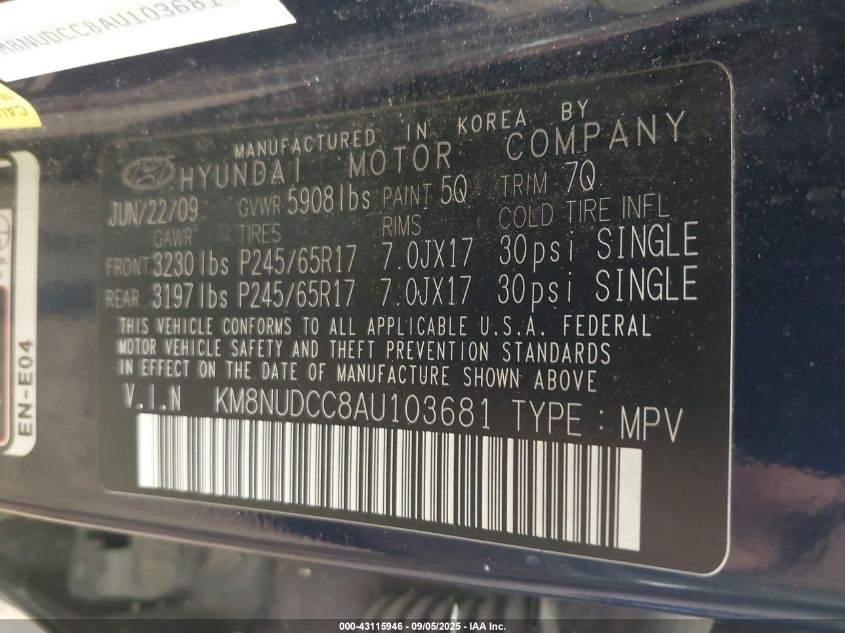 M8NUDCC8AU103681
MANUFACTURED IN KOREA BY
HYUNDAI MOTOR COMPANY
JUN/22/09 GVWR 5908lbs PAINT 5Q TRIM 7Q
GAWR TIRES RIMS COLD TIRE INFL
FRONT 3230lbs P245/65R17 7.0JX17 30psi SINGLE
REAR 3197lbs P245/65R17 7.0JX17 30psi SINGLE
THIS VEHICLE CONFORMS TO ALL APPLICABLE U.S.A. FEDERAL
MOTOR VEHICLE SAFETY AND THEFT PREVENTION STANDARDS
IN EFFECT ON THE DATE OF MANUFACTURE SHOWN ABOVE
V.I.N KM8NUDCC8AU103681 TYPE : MPV
EN-E04
000-43115946 - 09/05/2025 - IAA Inc.